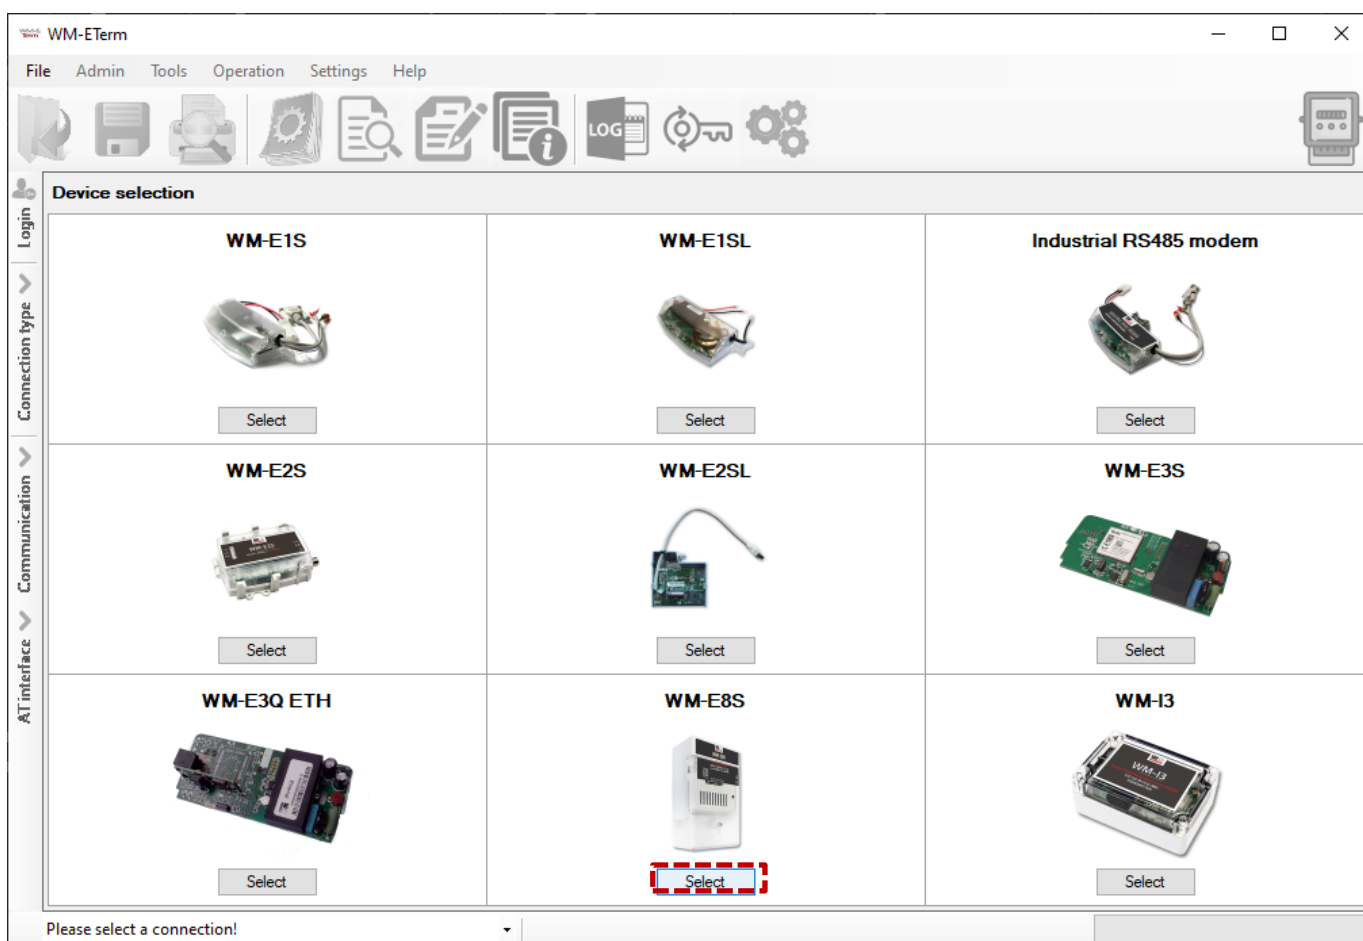 WM-ETerm
File Admin Tools Operation Settings Help
LOG
Device selection
Login
Connection type
Communication
AT interface
WM-E1S
WM-E1SL
Industrial RS485 modem
Select
Select
Select
WM-E2S
WM-E2SL
WM-E3S
Select
Select
Select
WM-E3Q ETH
WM-E8S
WM-I3
WM-I3
Select
Select
Select
Please select a connection!